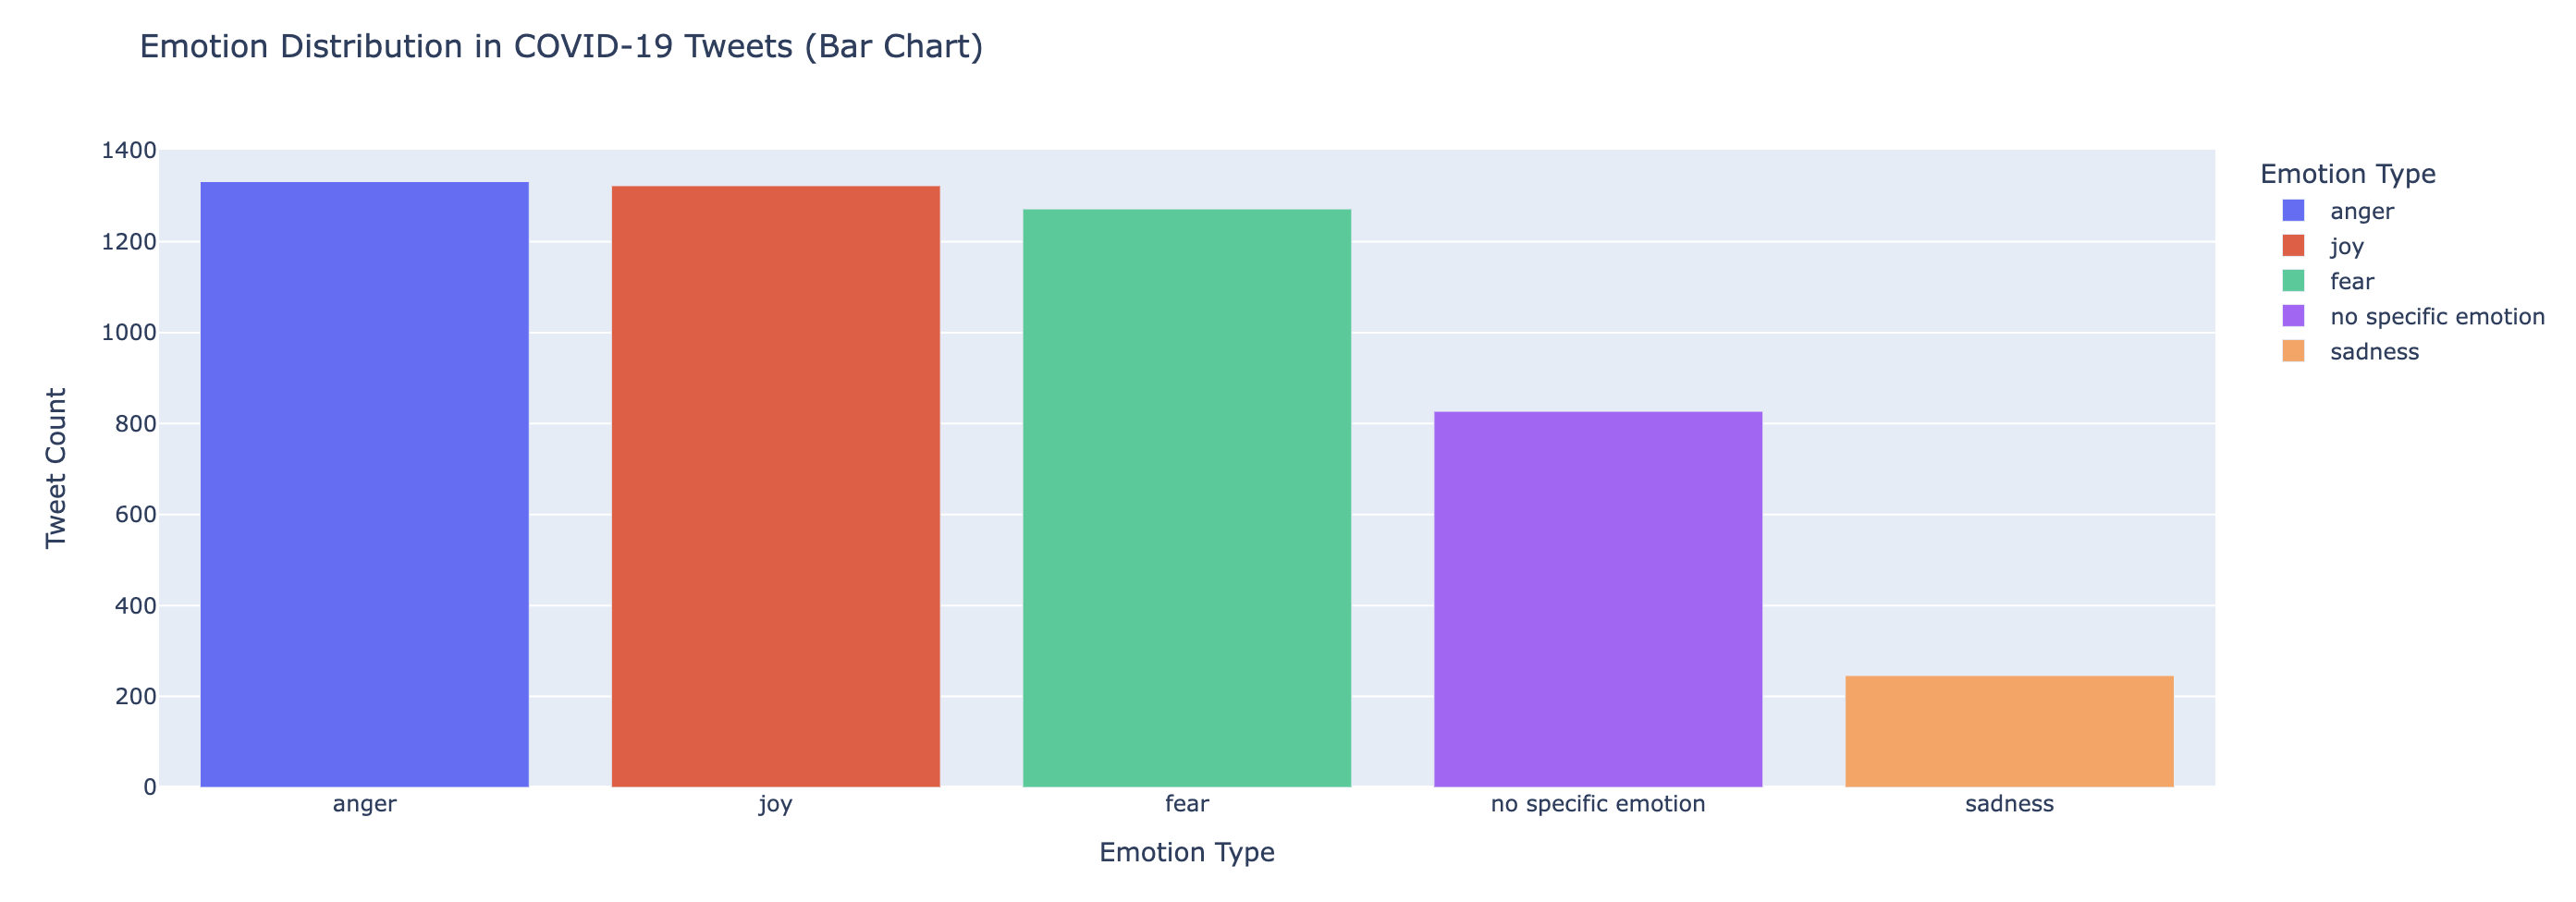 Emotion Distribution in COVID-19 Tweets (Bar Chart)
1400
1200
1000
800
600
400
200
0
Tweet Count
anger
joy
fear
no specific emotion
sadness
Emotion Type
Emotion Type
anger
joy
fear
no specific emotion
sadness